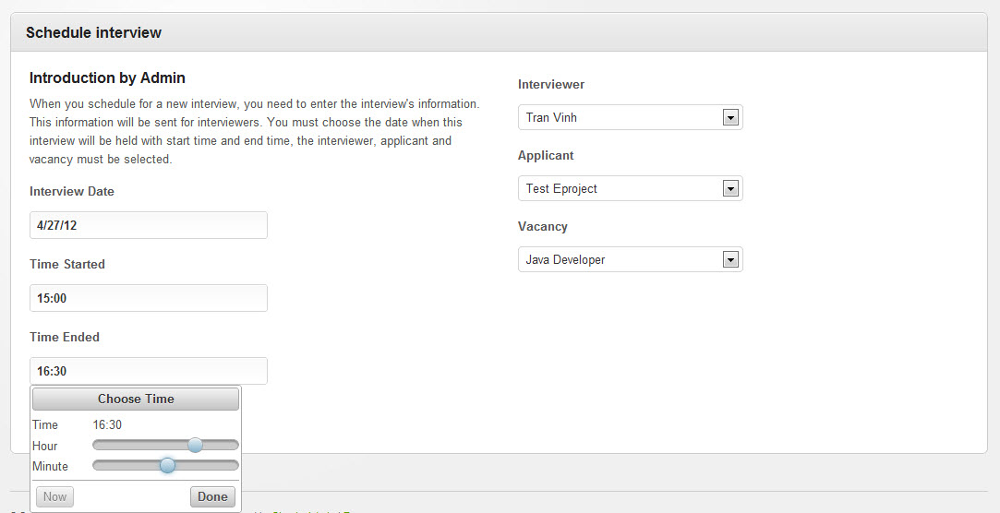 Schedule interview
Introduction by Admin
When you schedule for a new interview, you need to enter the interview's information.
This information will be sent for interviewers. You must choose the date when this
interview will be held with start time and end time, the interviewer, applicant and
vacancy must be selected.
Interview Date
4/27/12
Time Started
15:00
Time Ended
16:30
Choose Time
Time 16:30
Hour
Minute
Now Done
Interviewer
Tran Vinh
Applicant
Test Eproject
Vacancy
Java Developer